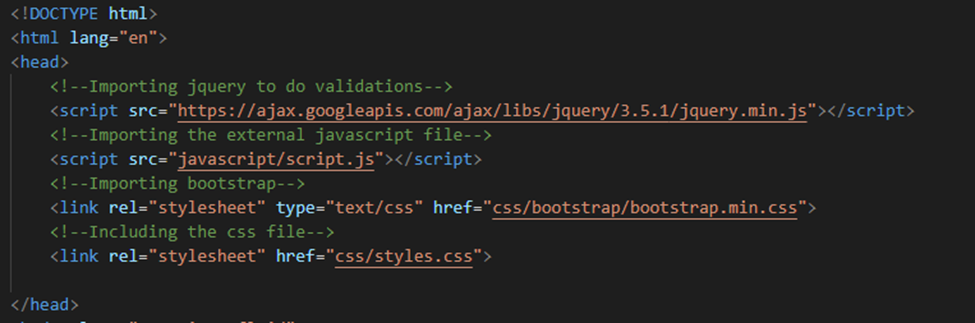 <!DOCTYPE html>
<html lang="en">
<head>
<!--Importing jquery to do validations-->
<script src="https://ajax.googleapis.com/ajax/libs/jquery/3.5.1/jquery.min.js"></script>
<!--Importing the external javascript file-->
<script src="javascript/script.js"></script>
<!--Importing bootstrap-->
<link rel="stylesheet" type="text/css" href="css/bootstrap/bootstrap.min.css">
<!--Including the css file-->
<link rel="stylesheet" href="css/styles.css">
</head>